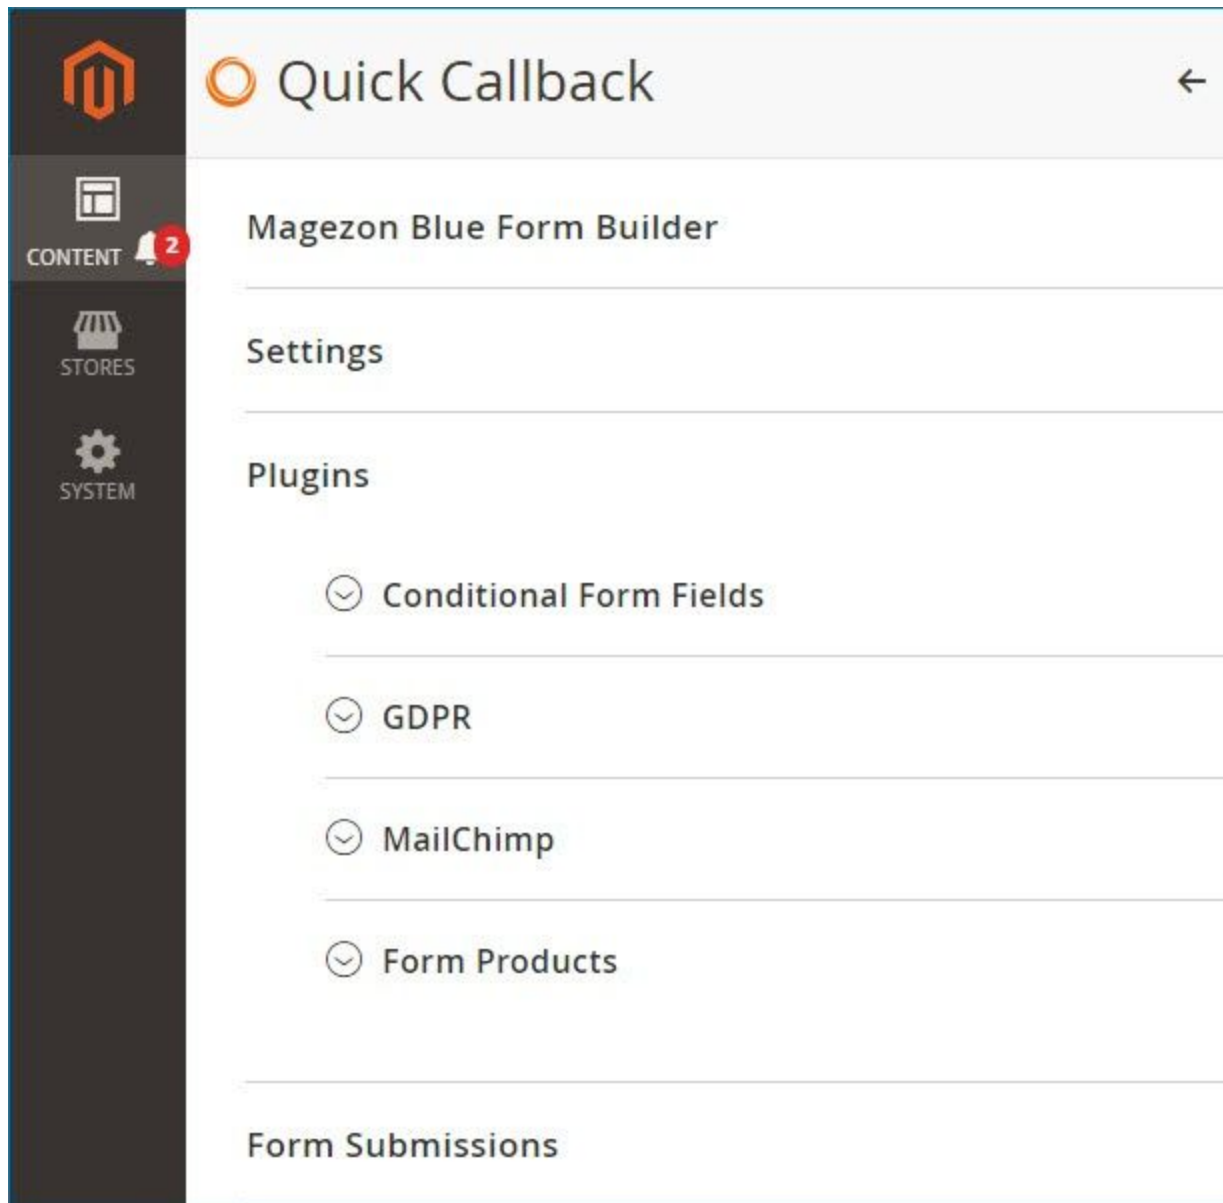 Quick Callback
CONTENT 2
STORES
SYSTEM
Magezon Blue Form Builder
Settings
Plugins
Conditional Form Fields
GDPR
MailChimp
Form Products
Form Submissions